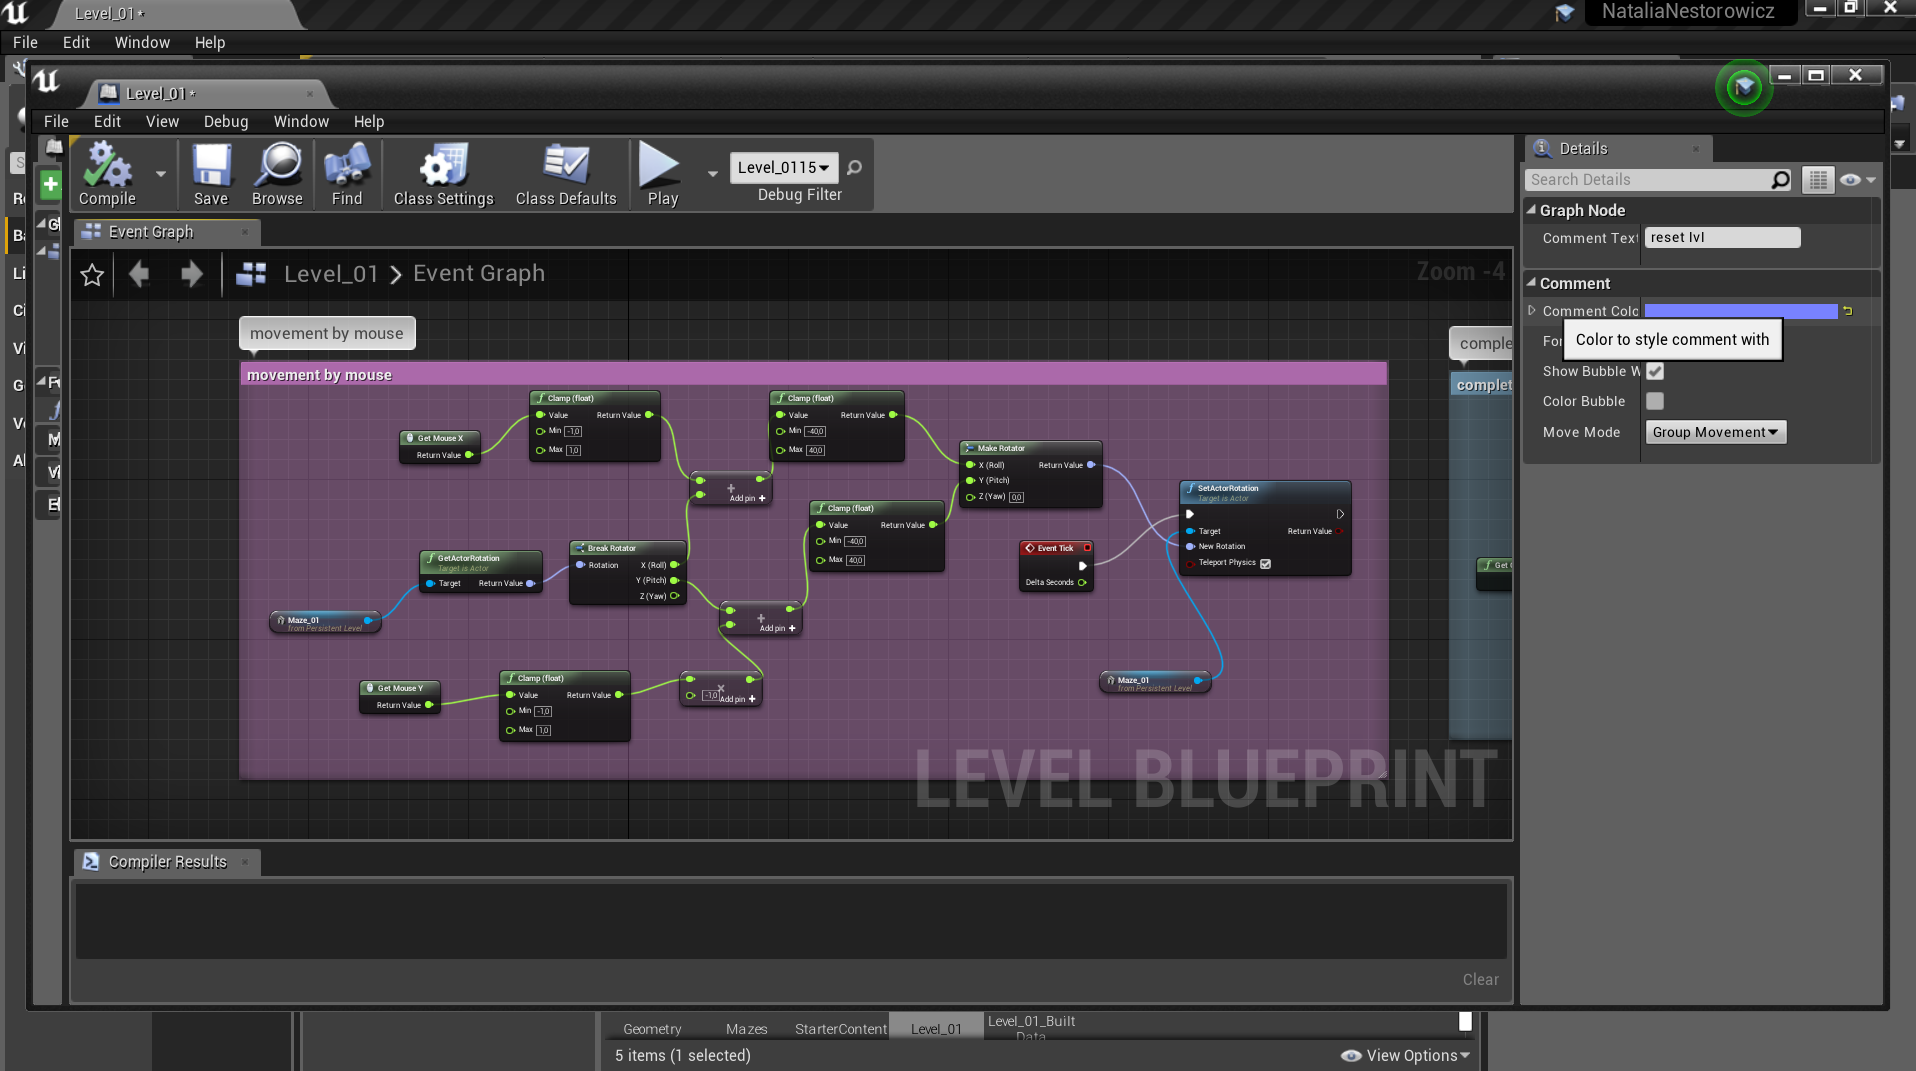 Level_01*
NataliaNestorowicz
File Edit Window Help
Level_01*
File Edit View Debug Window Help
Compile
Save
Browse
Find
Class Settings
Class Defaults
Play
Level_0115
Debug Filter
Event Graph
Level_01 > Event Graph
Zoom -4
movement by mouse
movement by mouse
Clamp (float)
Value Return Value
Min -1,0
Max 1,0
Clamp (float)
Value Return Value
Min -40,0
Max 40,0
Get Mouse X
Return Value
Add pin +
Make Rotator
X (Roll) Return Value
Y (Pitch)
Z (Yaw) 0,0
Clamp (float)
Value Return Value
Min -40,0
Max 40,0
SetActorRotation
Target is Actor
Target Return Value
New Rotation
Teleport Physics
Event Tick
Delta Seconds
GetActorRotation
Target is Actor
Target Return Value
Break Rotator
Rotation X (Roll)
Y (Pitch)
Z (Yaw)
Maze_01
from Persistent Level
Add pin +
Get Mouse Y
Return Value
Clamp (float)
Value Return Value
Min -1,0
Max 1,0
-1,0 Add pin +
Maze_01
from Persistent Level
comple
complet
Get
LEVEL BLUEPRINT
Compiler Results
Clear
Details
Search Details
Graph Node
Comment Text
reset lvl
Comment
Comment Colo
Color to style comment with
For
Show Bubble W
Color Bubble
Move Mode
Group Movement
Geometry
Mazes
StarterContent
Level_01
Level_01_Built
Data
5 items (1 selected)
View Options